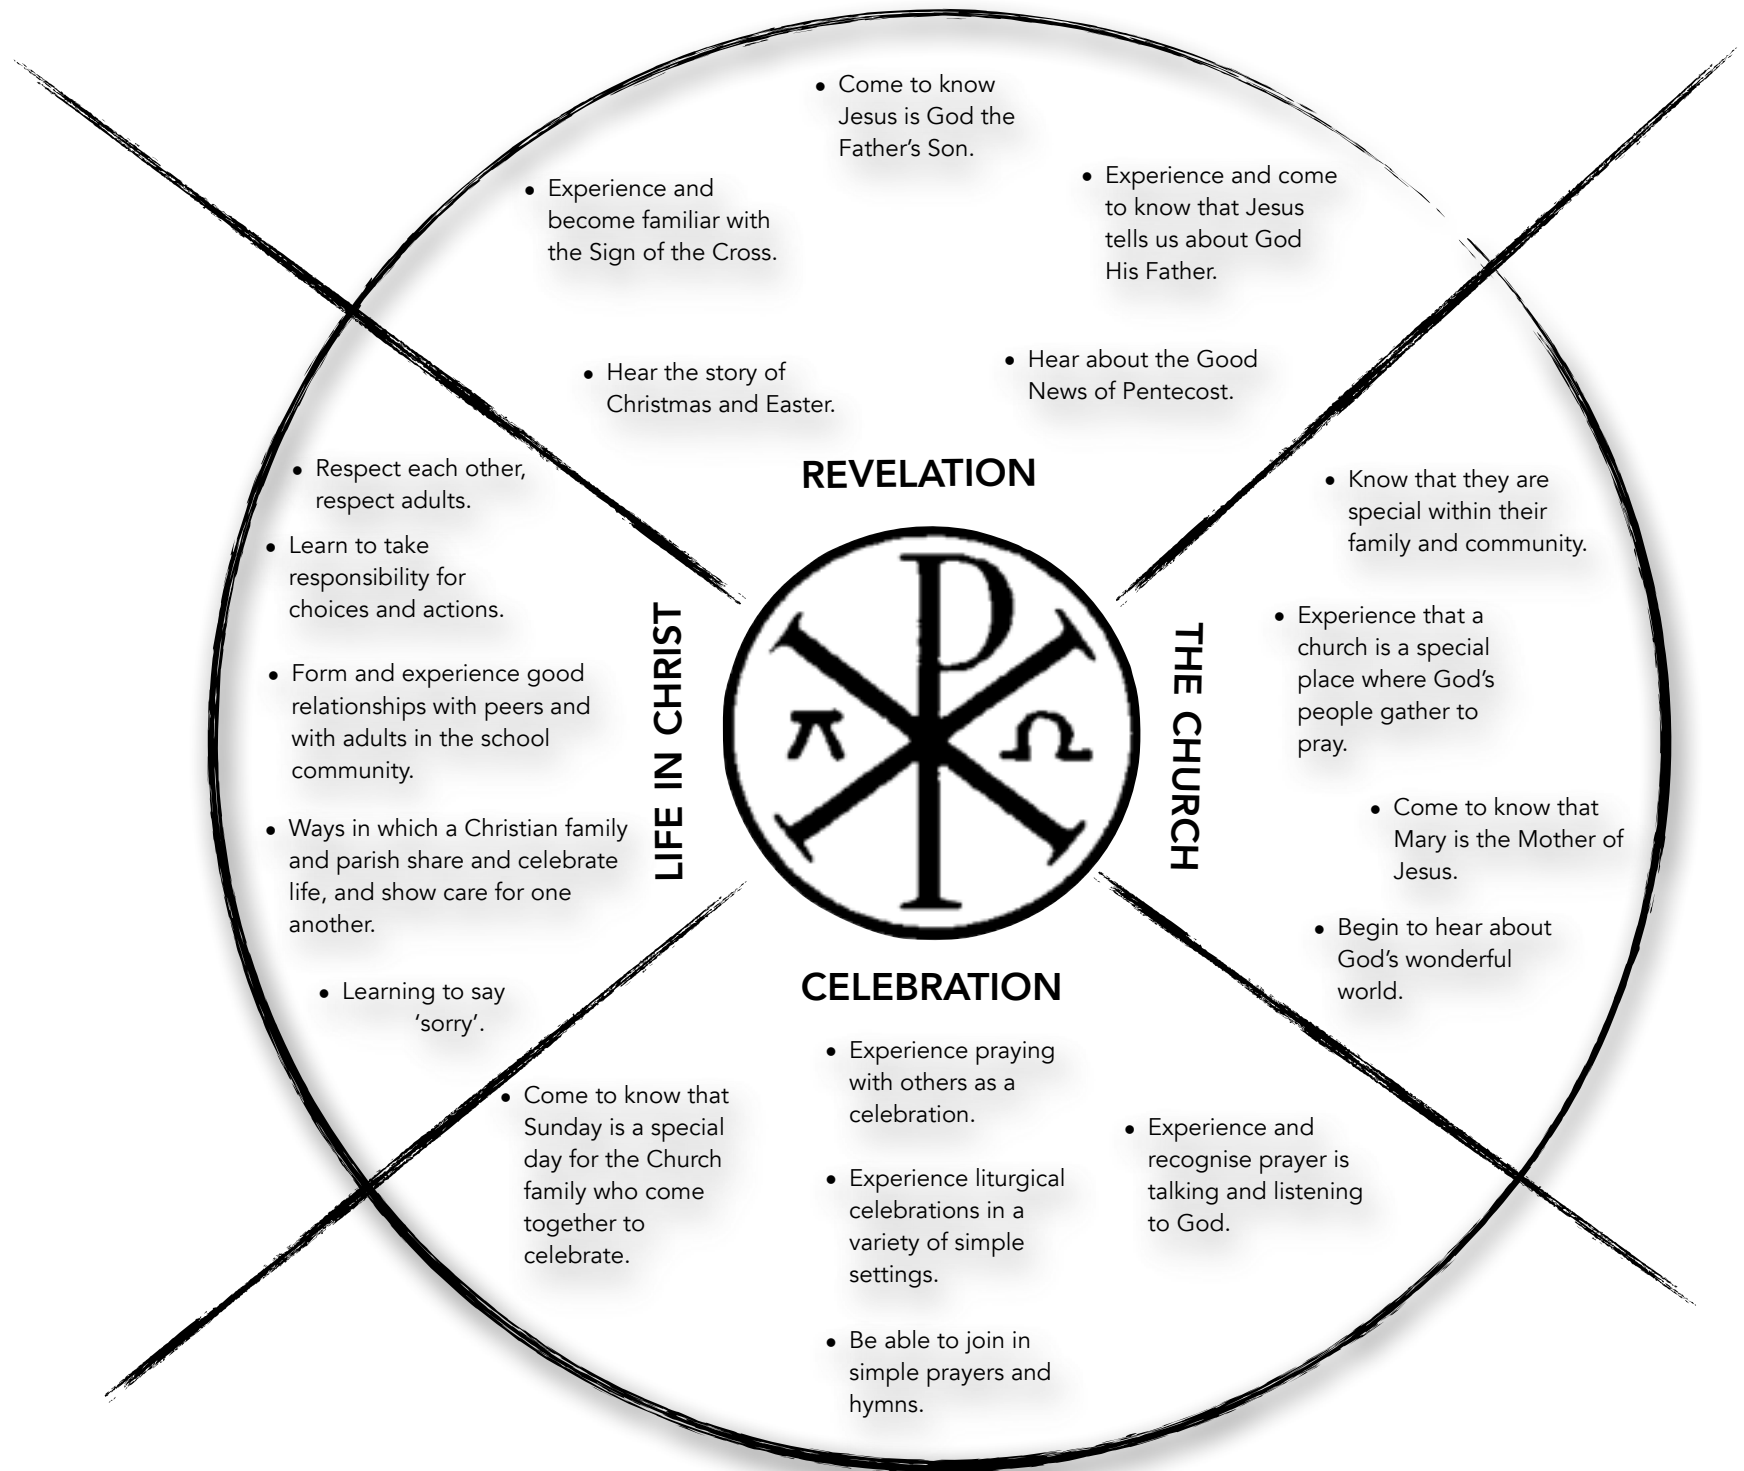 • Come to know
Jesus is God the
Father’s Son.
• Experience and
become familiar with
the Sign of the Cross.
• Experience and come
to know that Jesus
tells us about God
His Father.
• Hear the story of
Christmas and Easter.
• Hear about the Good
News of Pentecost.
REVELATION
• Respect each other,
respect adults.
• Learn to take
responsibility for
choices and actions.
• Form and experience good
relationships with peers and
with adults in the school
community.
• Ways in which a Christian family
and parish share and celebrate
life, and show care for one
another.
• Learning to say
‘sorry’.
LIFE IN CHRIST
THE CHURCH
• Know that they are
special within their
family and community.
• Experience that a
church is a special
place where God’s
people gather to
pray.
• Come to know that
Mary is the Mother of
Jesus.
• Begin to hear about
God’s wonderful
world.
CELEBRATION
• Come to know that
Sunday is a special
day for the Church
family who come
together to
celebrate.
• Experience praying
with others as a
celebration.
• Experience liturgical
celebrations in a
variety of simple
settings.
• Be able to join in
simple prayers and
hymns.
• Experience and
recognise prayer is
talking and listening
to God.